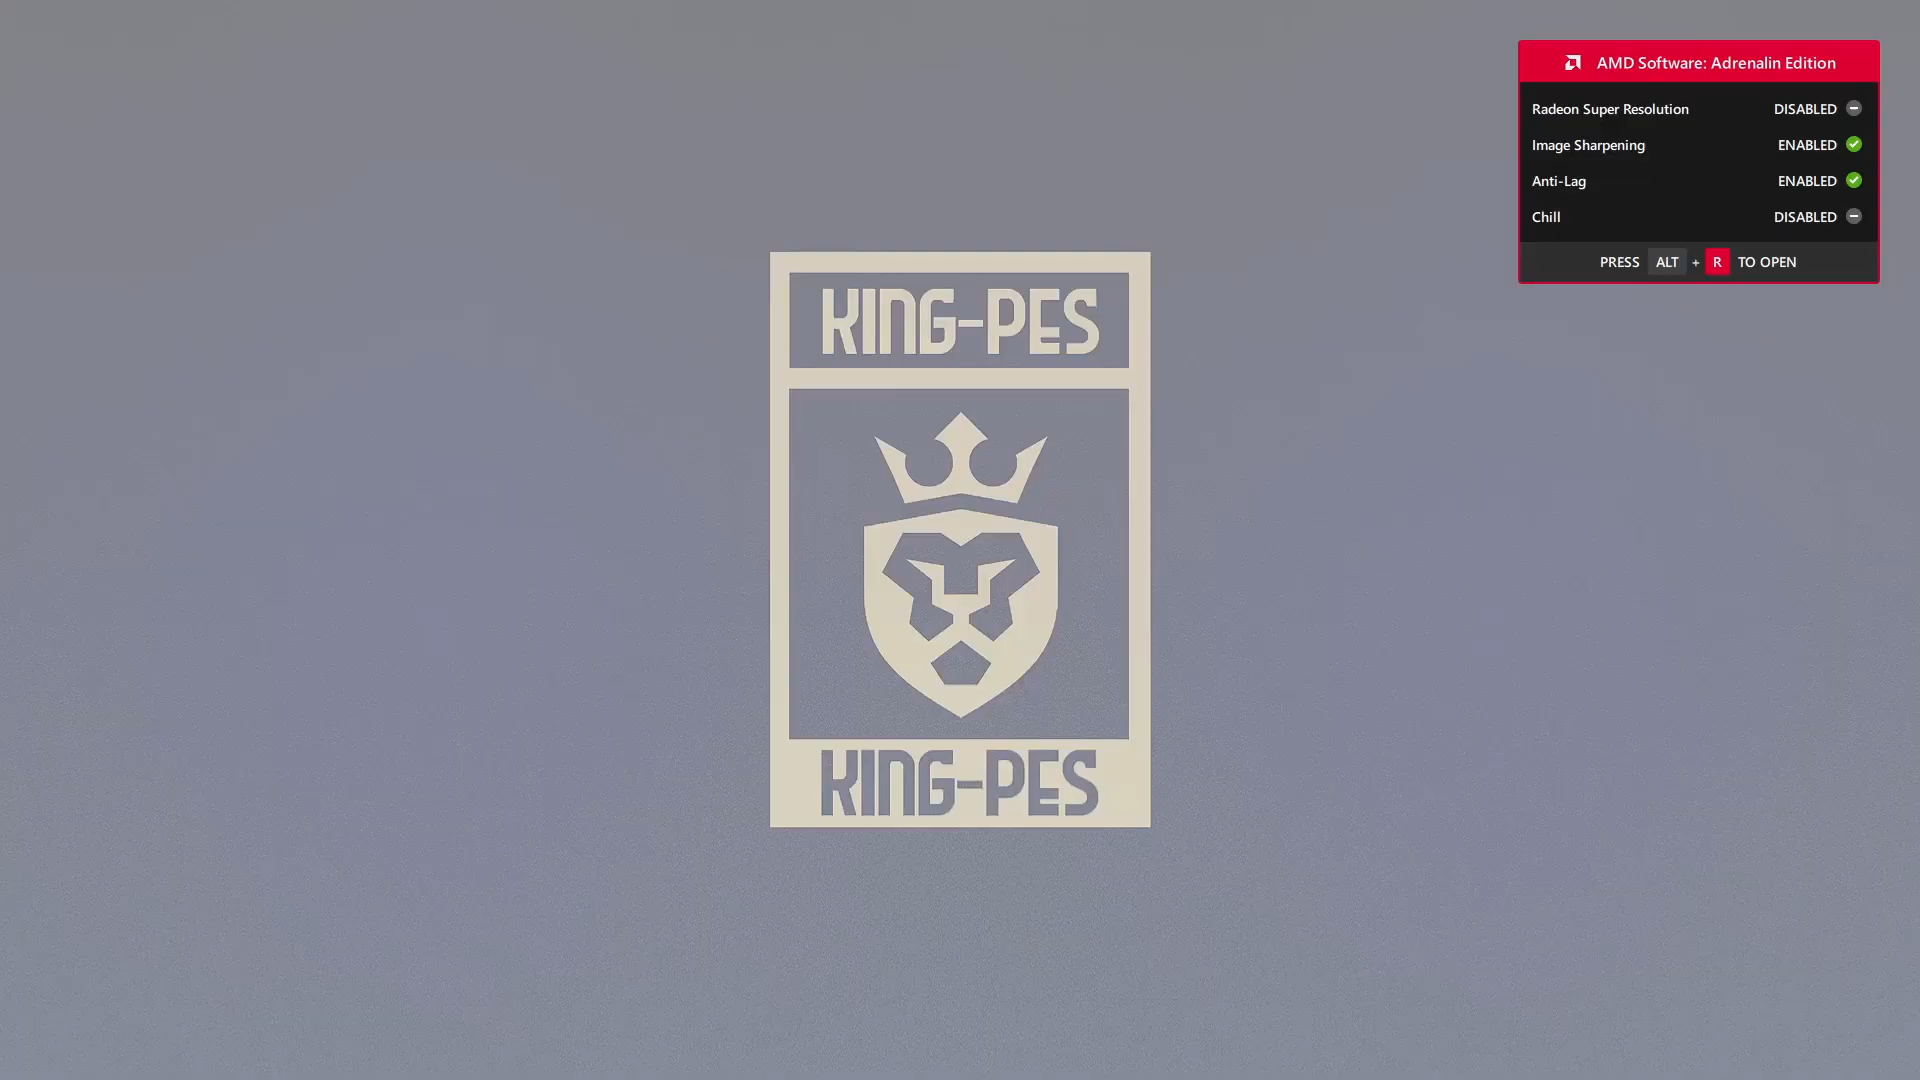 AMD Software: Adrenalin Edition
Radeon Super Resolution DISABLED
Image Sharpening ENABLED
Anti-Lag ENABLED
Chill DISABLED
PRESS ALT + R TO OPEN
KING-PES
KING-PES